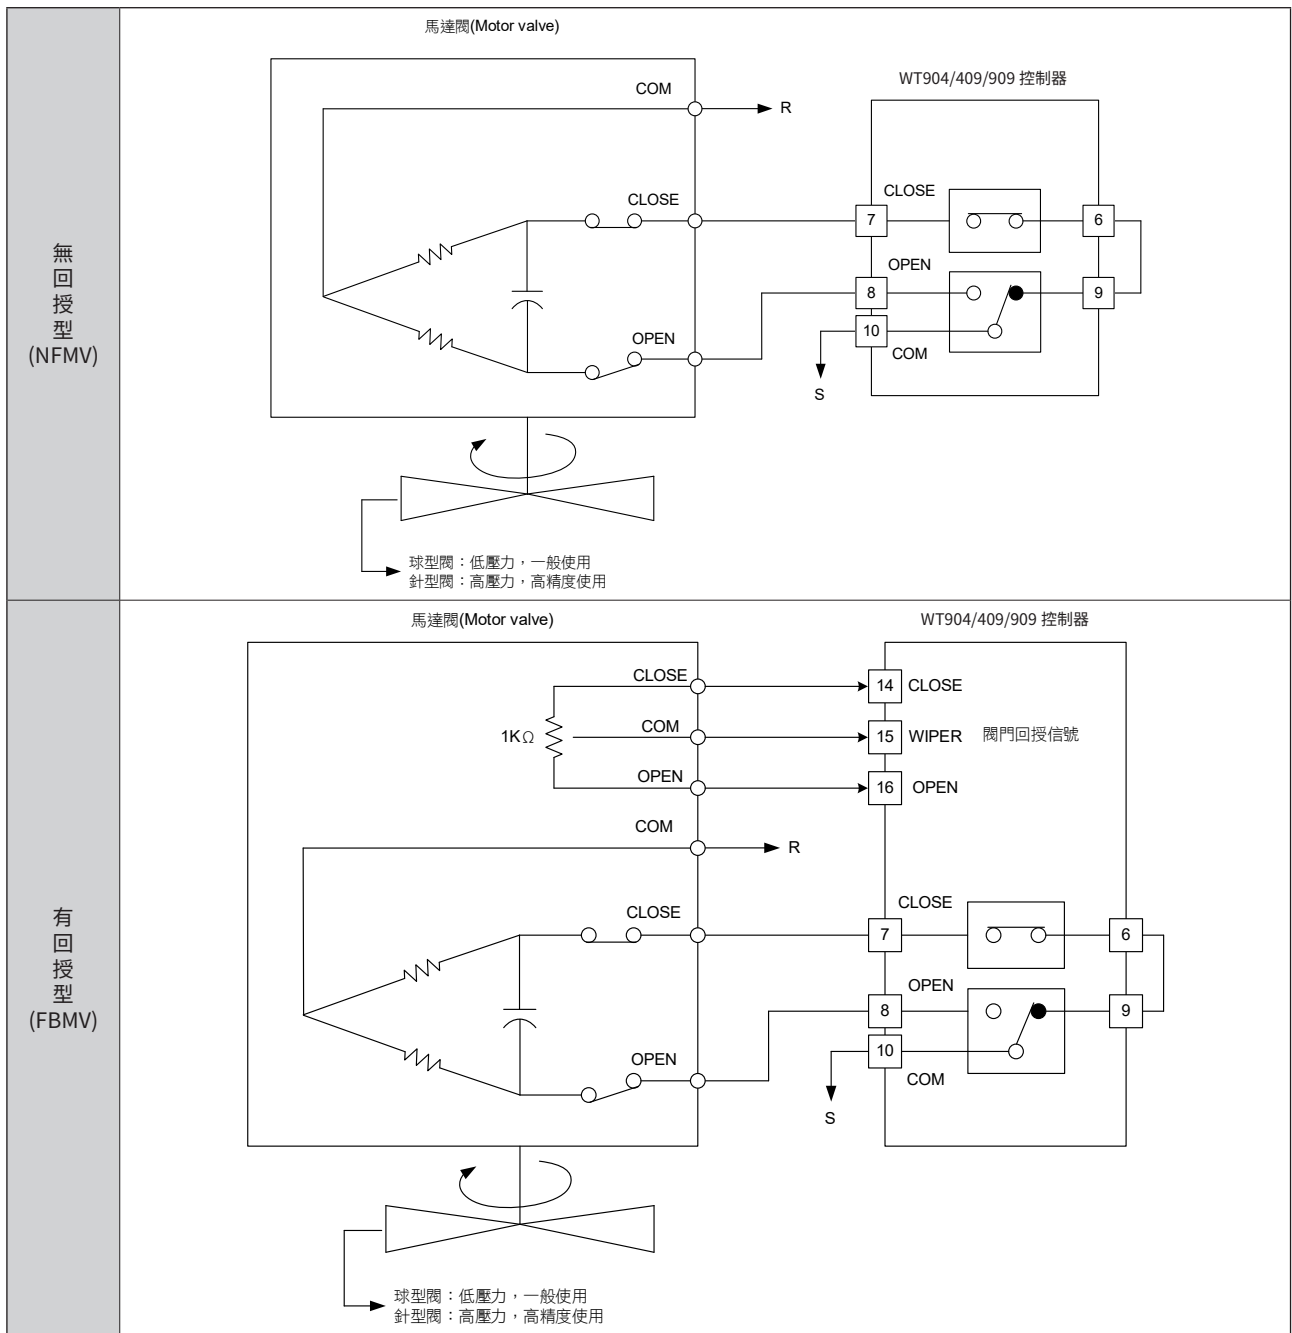 無
回
授
型
(NFMV)
馬達閥(Motor valve)
WT904/409/909 控制器
COM
R
CLOSE
CLOSE
7
6
OPEN
8
9
10
OPEN
COM
S
球型閥：低壓力，一般使用
針型閥：高壓力，高精度使用
有
回
授
型
(FBMV)
馬達閥(Motor valve)
WT904/409/909 控制器
CLOSE
14 CLOSE
1KΩ
COM
15 WIPER 閥門回授信號
OPEN
16 OPEN
COM
R
CLOSE
CLOSE
7
6
OPEN
8
9
10
OPEN
COM
S
球型閥：低壓力，一般使用
針型閥：高壓力，高精度使用